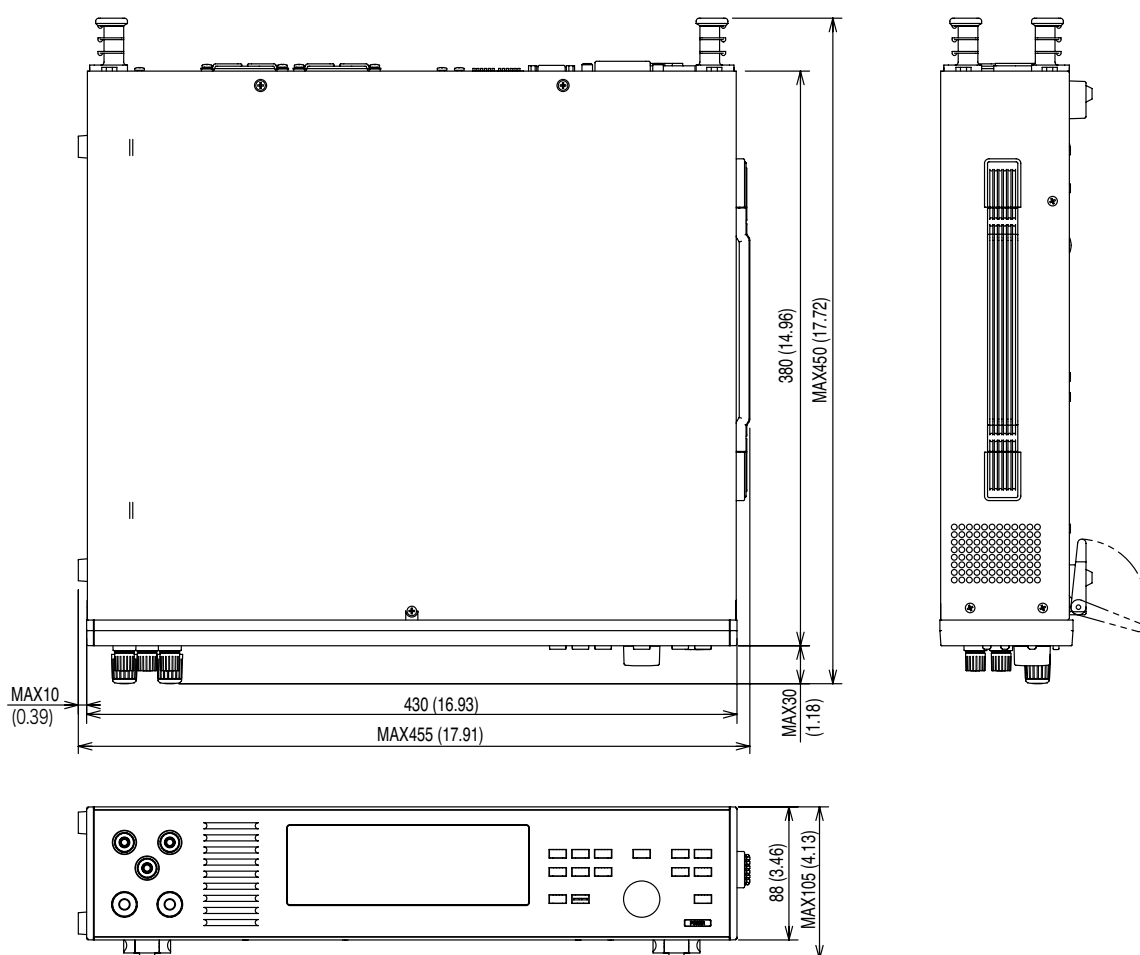 380 (14.96)
MAX450 (17.72)
MAX10
(0.39)
430 (16.93)
MAX455 (17.91)
MAX30
(1.18)
88 (3.46)
MAX105 (4.13)